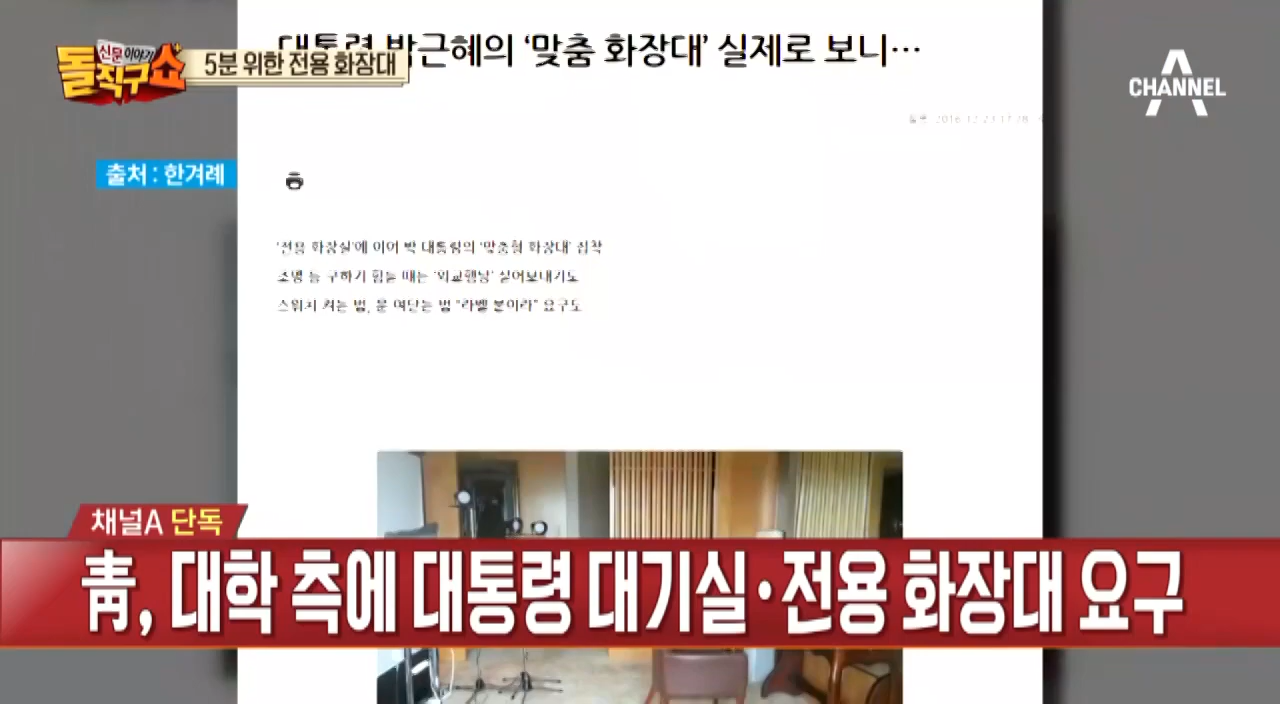 신문이야기
돌직구쇼
5분 위한 전용 화장대
대통령 박근혜의 ‘맞춤 화장대’ 실제로 보니…
CHANNEL A
출처 : 한겨레
‘전용 화장실’에 이어 박 대통령의 ‘맞춤형 화장대’ 집착
조명 등 구하기 힘들 때는 ‘외교행낭’ 실어보내기도
스위치 켜는 법, 문 여닫는 법 “라벨 붙이라” 요구도
채널A 단독
靑, 대학 측에 대통령 대기실·전용 화장대 요구